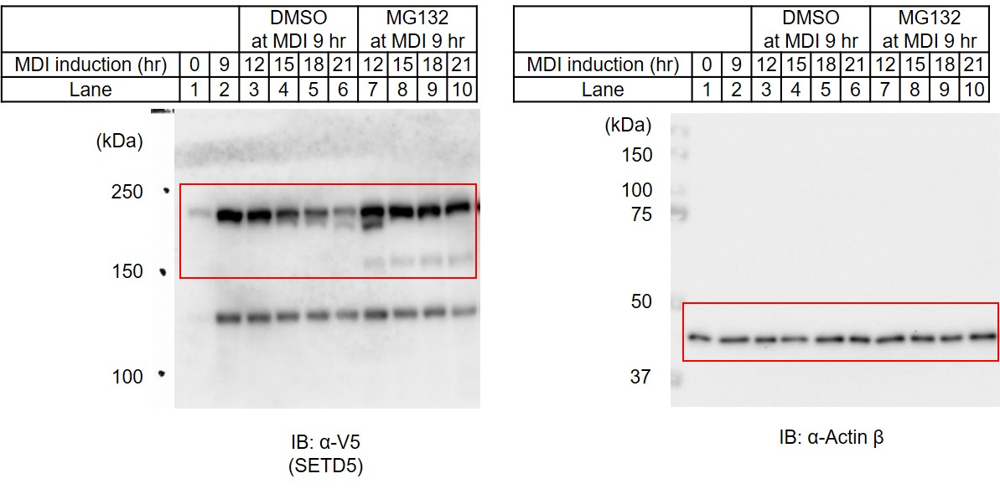 DMSO
at MDI 9 hr
MG132
at MDI 9 hr
MDI induction (hr) 0 9 12 15 18 21 12 15 18 21
Lane 1 2 3 4 5 6 7 8 9 10
(kDa)
250
150
100
IB: α-V5
(SETD5)
DMSO
at MDI 9 hr
MG132
at MDI 9 hr
MDI induction (hr) 0 9 12 15 18 21 12 15 18 21
Lane 1 2 3 4 5 6 7 8 9 10
(kDa)
150
100
75
50
37
IB: α-Actin β